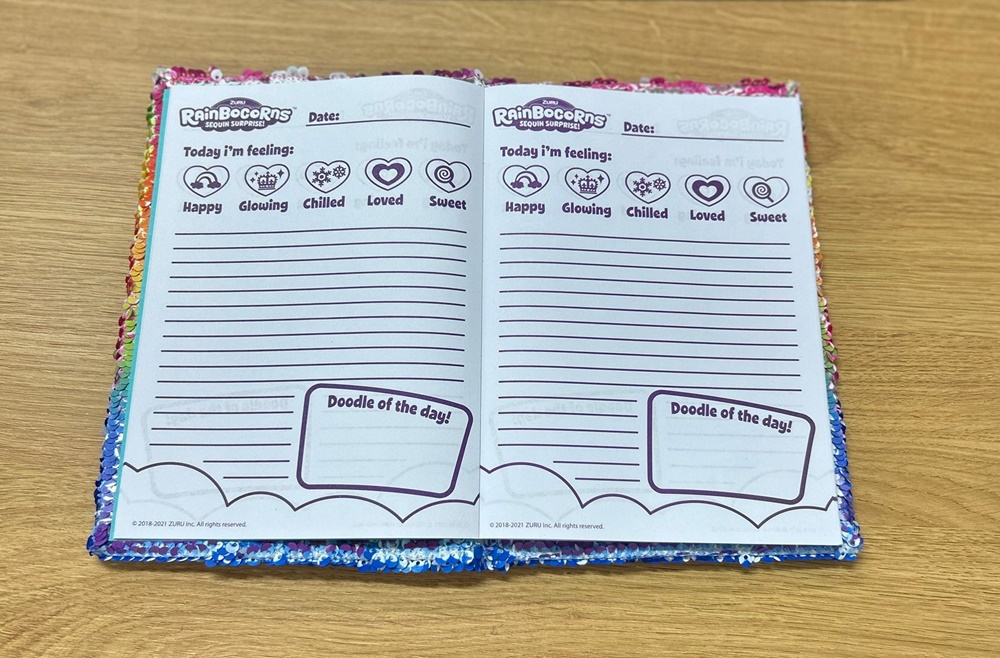 ZURU
RainBocoRns™
SEQUIN SURPRISE!
Date:
Today i'm feeling:
Happy Glowing Chilled Loved Sweet
Doodle of the day!
© 2018-2021 ZURU Inc. All rights reserved.
ZURU
RainBocoRns™
SEQUIN SURPRISE!
Date:
Today i'm feeling:
Happy Glowing Chilled Loved Sweet
Doodle of the day!
© 2018-2021 ZURU Inc. All rights reserved.